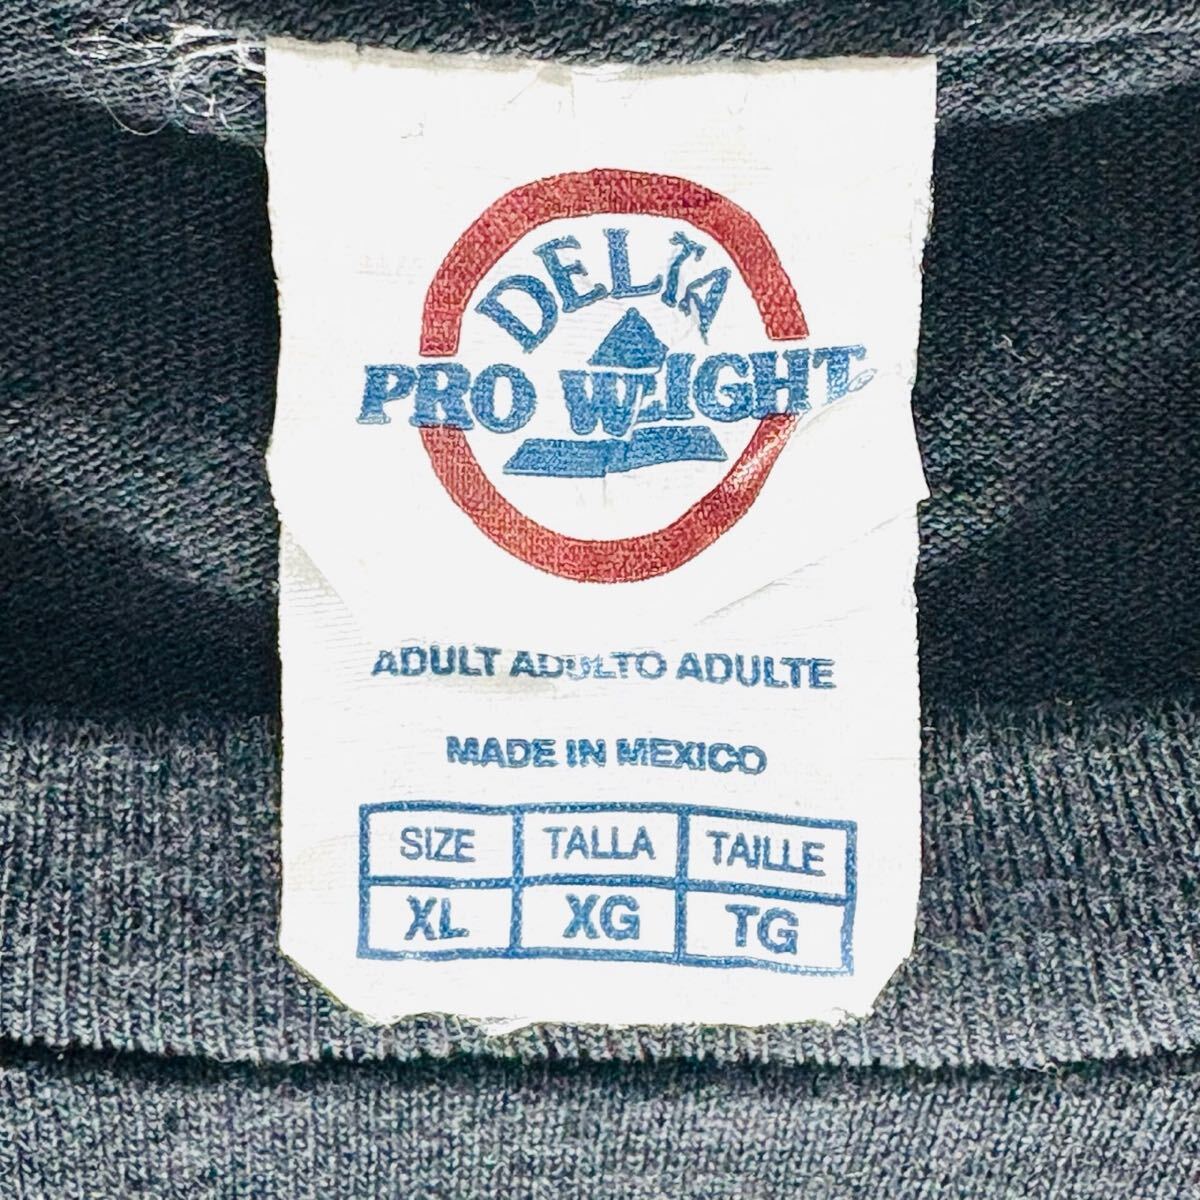 DELTA
PRO WEIGHT
ADULT ADULTO ADULTE
MADE IN MEXICO
SIZE TALLA TAILLE
XL XG TG